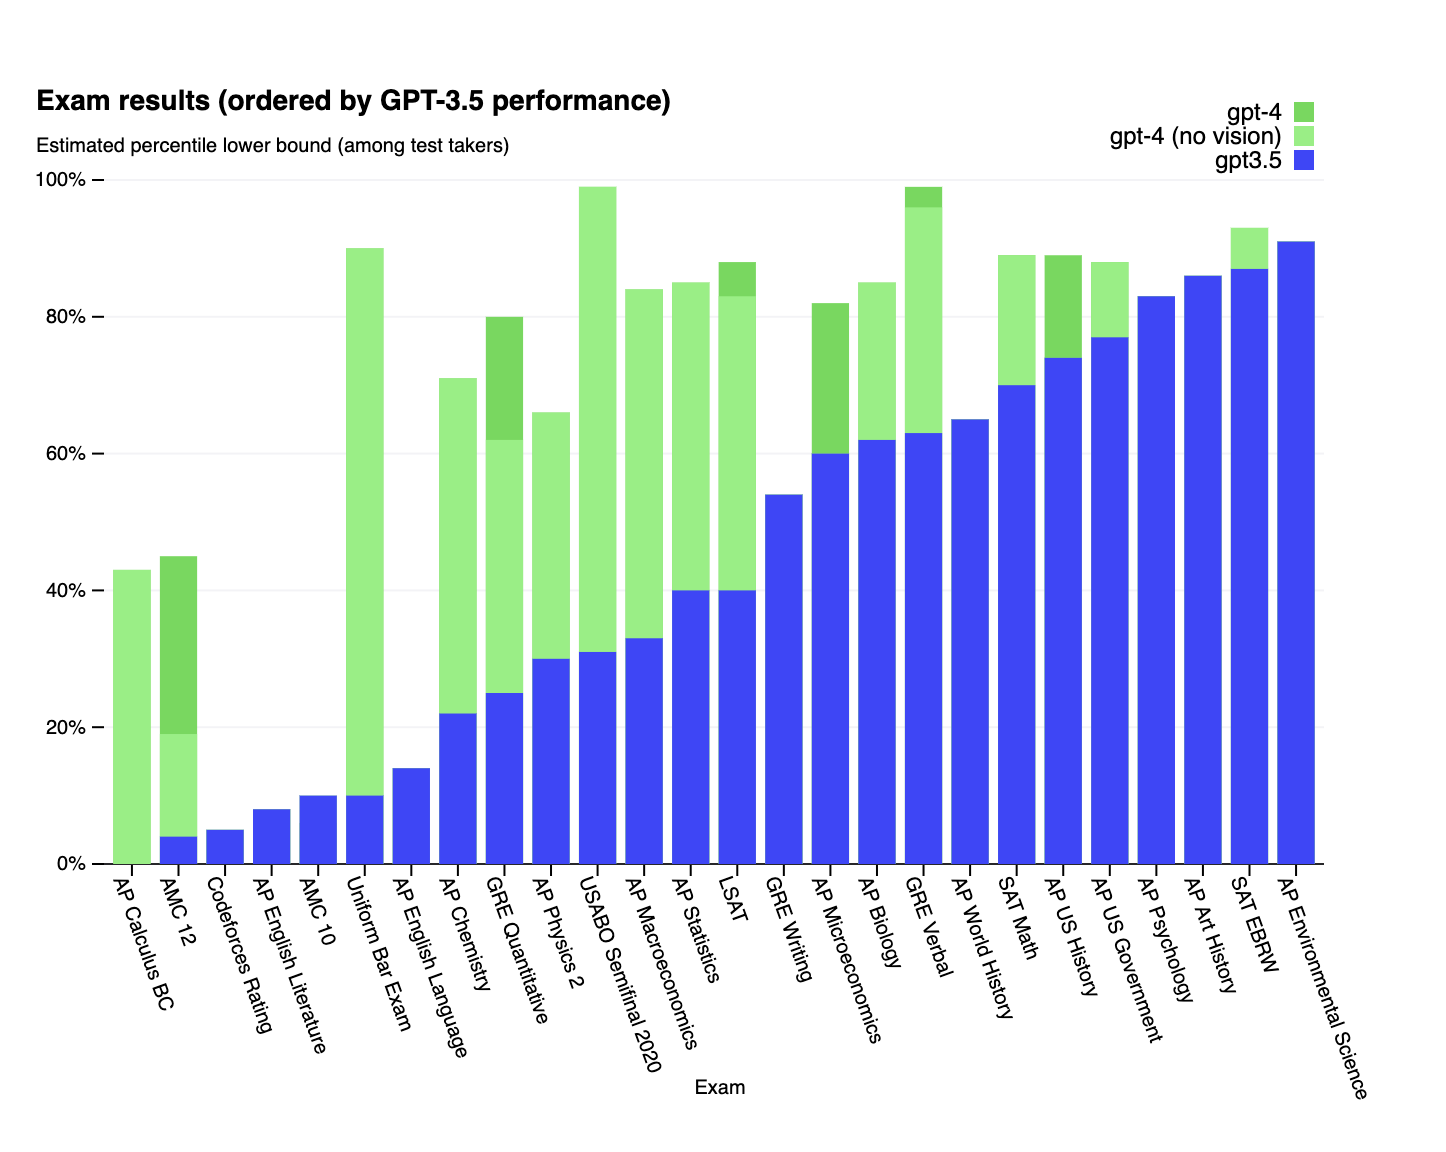 Exam results (ordered by GPT-3.5 performance)
Estimated percentile lower bound (among test takers)
gpt-4
gpt-4 (no vision)
gpt3.5
100%
80%
60%
40%
20%
0%
AP Calculus BC
AMC 12
Codeforces Rating
AP English Literature
AMC 10
Uniform Bar Exam
AP English Language
AP Chemistry
GRE Quantitative
AP Physics 2
USABO Semifinal 2020
AP Macroeconomics
AP Statistics
LSAT
GRE Writing
AP Microeconomics
AP Biology
GRE Verbal
AP World History
SAT Math
AP US History
AP US Government
AP Psychology
AP Art History
SAT EBRW
AP Environmental Science
Exam